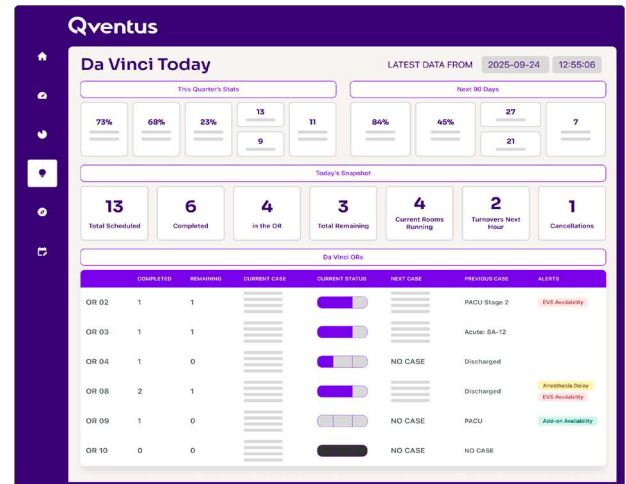 Qventus
Da Vinci Today
LATEST DATA FROM 2025-09-24 12:55:06
This Quarter's Stats
Next 90 Days
73% 68% 23% 13 9 11
84% 45% 27 21 7
Today's Snapshot
13 Total Scheduled
6 Completed
4 in the OR
3 Total Remaining
4 Current Rooms Running
2 Turnovers Next Hour
1 Cancellations
Da Vinci ORs
COMPLETED REMAINING CURRENT CASE CURRENT STATUS NEXT CASE PREVIOUS CASE ALERTS
OR 02 1 1 PACU Stage 2 EVS Availability
OR 03 1 1 Acute: 8A-12
OR 04 1 0 NO CASE Discharged
OR 08 2 1 Discharged Anesthesia Delay EVS Availability
OR 09 1 0 NO CASE PACU Add-on Availability
OR 10 0 0 NO CASE NO CASE